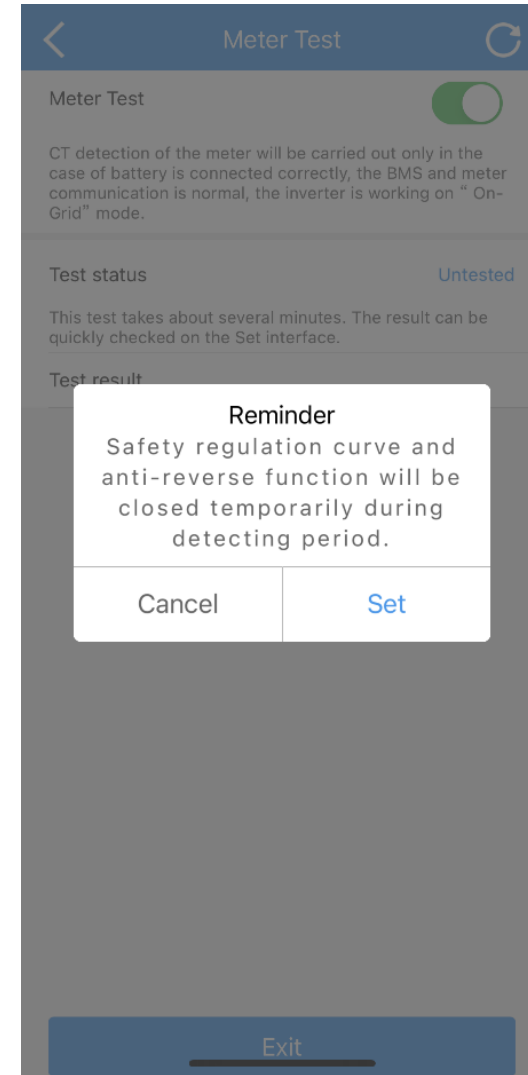 Meter Test
Meter Test
CT detection of the meter will be carried out only in the
case of battery is connected correctly, the BMS and meter
communication is normal, the inverter is working on “ On-
Grid” mode.
Test status Untested
This test takes about several minutes. The result can be
quickly checked on the Set interface.
Test result
Reminder
Safety regulation curve and
anti-reverse function will be
closed temporarily during
detecting period.
Cancel Set
Exit